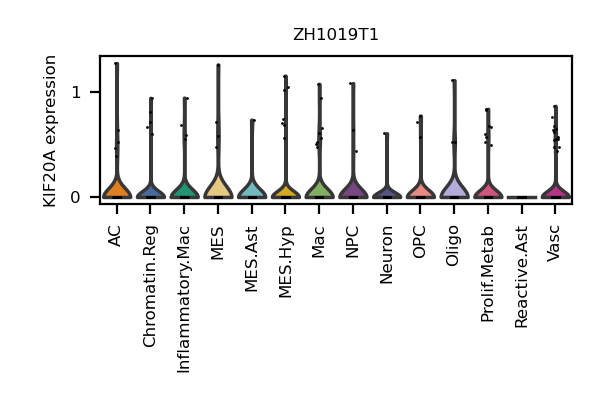 ZH1019T1
KIF20A expression
1
0
AC
Chromatin.Reg
Inflammatory.Mac
MES
MES.Ast
MES.Hyp
Mac
NPC
Neuron
OPC
Oligo
Prolif.Metab
Reactive.Ast
Vasc